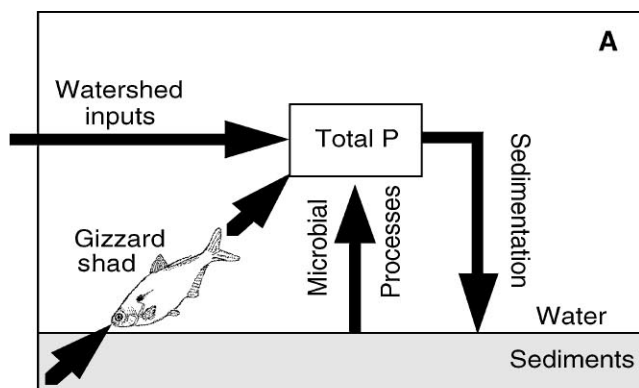 A
Watershed
inputs
Total P
Sedimentation
Gizzard
shad
Microbial
Processes
Water
Sediments